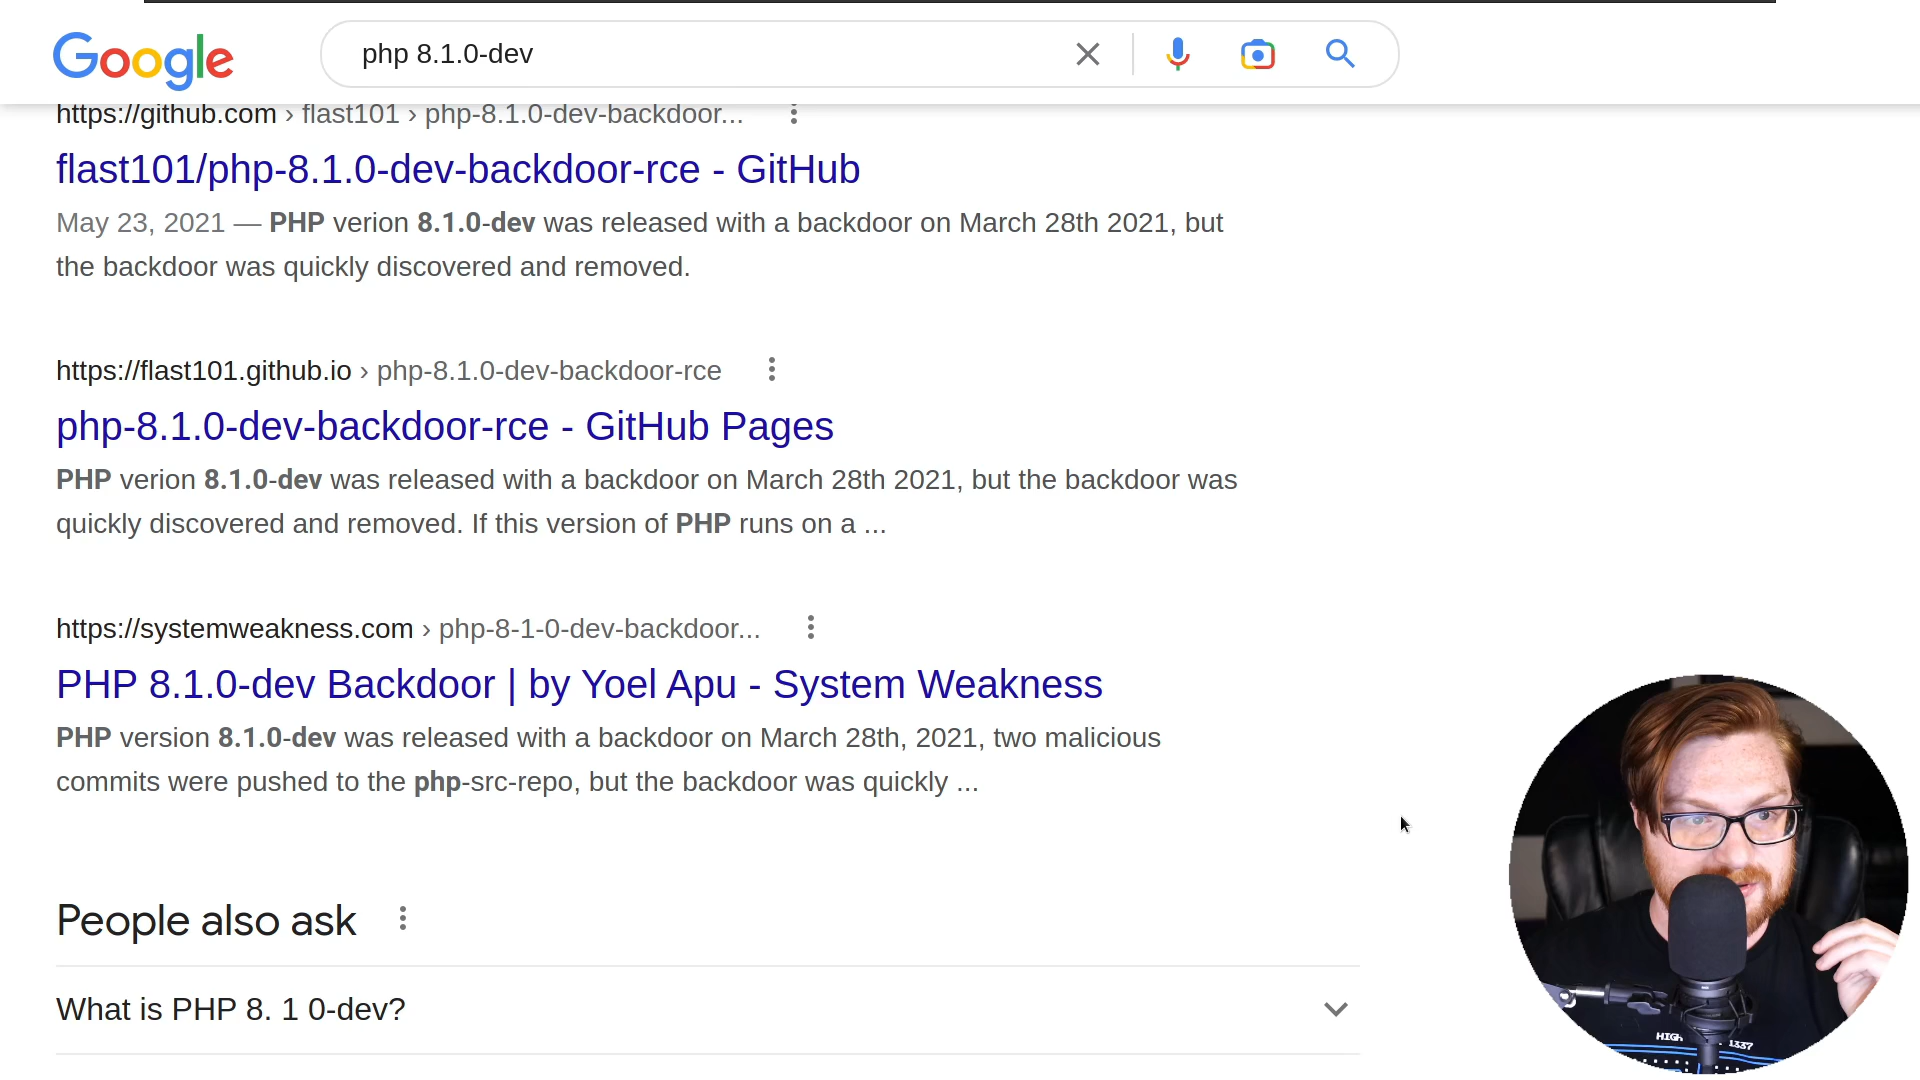 Google
php 8.1.0-dev
https://github.com › flast101 › php-8.1.0-dev-backdoor...
flast101/php-8.1.0-dev-backdoor-rce - GitHub
May 23, 2021 — PHP verion 8.1.0-dev was released with a backdoor on March 28th 2021, but
the backdoor was quickly discovered and removed.
https://flast101.github.io › php-8.1.0-dev-backdoor-rce
php-8.1.0-dev-backdoor-rce - GitHub Pages
PHP verion 8.1.0-dev was released with a backdoor on March 28th 2021, but the backdoor was
quickly discovered and removed. If this version of PHP runs on a ...
https://systemweakness.com › php-8-1-0-dev-backdoor...
PHP 8.1.0-dev Backdoor | by Yoel Apu - System Weakness
PHP version 8.1.0-dev was released with a backdoor on March 28th, 2021, two malicious
commits were pushed to the php-src-repo, but the backdoor was quickly ...
People also ask
What is PHP 8. 1 0-dev?
1337